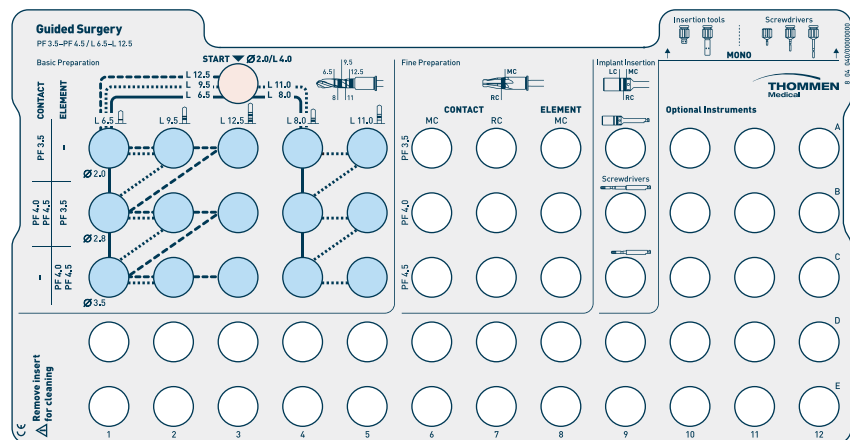 Guided Surgery
PF 3.5–PF 4.5 / L 6.5–L 12.5
Insertion tools
Screwdrivers
MONO
8 04 040/00010000
Basic Preparation
START ▼ Ø 2.0/L 4.0
Fine Preparation
Implant Insertion
THOMMEN
Medical
CONTACT
ELEMENT
L 12.5
L 9.5
L 6.5
L 11.0
L 8.0
6.5
9.5
12.5
8
11
MC
RC
LC
MC
RC
CONTACT
ELEMENT
MC
RC
MC
Optional Instruments
L 6.5
L 9.5
L 12.5
L 8.0
L 11.0
PF 3.5
-
Ø 2.0
PF 3.5
A
PF 4.0
PF 4.5
PF 3.5
Ø 2.8
PF 4.0
Screwdrivers
B
-
PF 4.0
PF 4.5
Ø 3.5
PF 4.5
C
D
E
Remove insert
for cleaning
CE
1 2 3 4 5 6 7 8 9 10 11 12